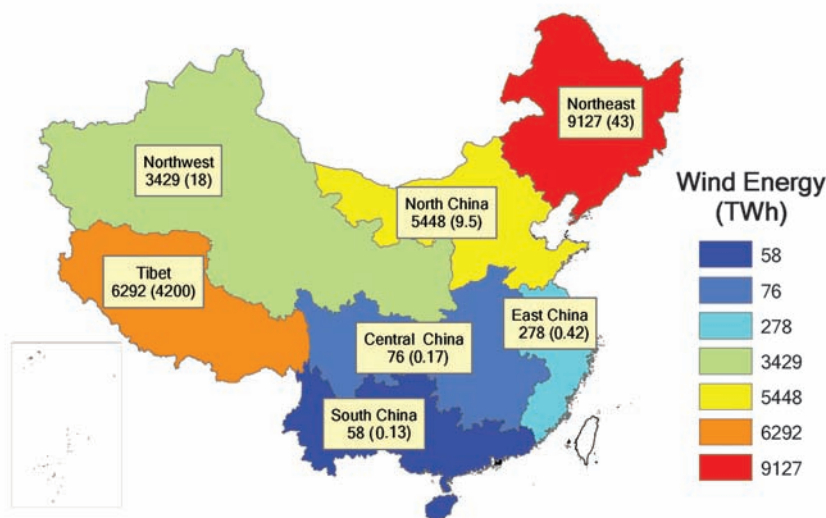 Northeast
9127 (43)
Northwest
3429 (18)
North China
5448 (9.5)
Tibet
6292 (4200)
East China
278 (0.42)
Central China
76 (0.17)
South China
58 (0.13)
Wind Energy
(TWh)
58
76
278
3429
5448
6292
9127